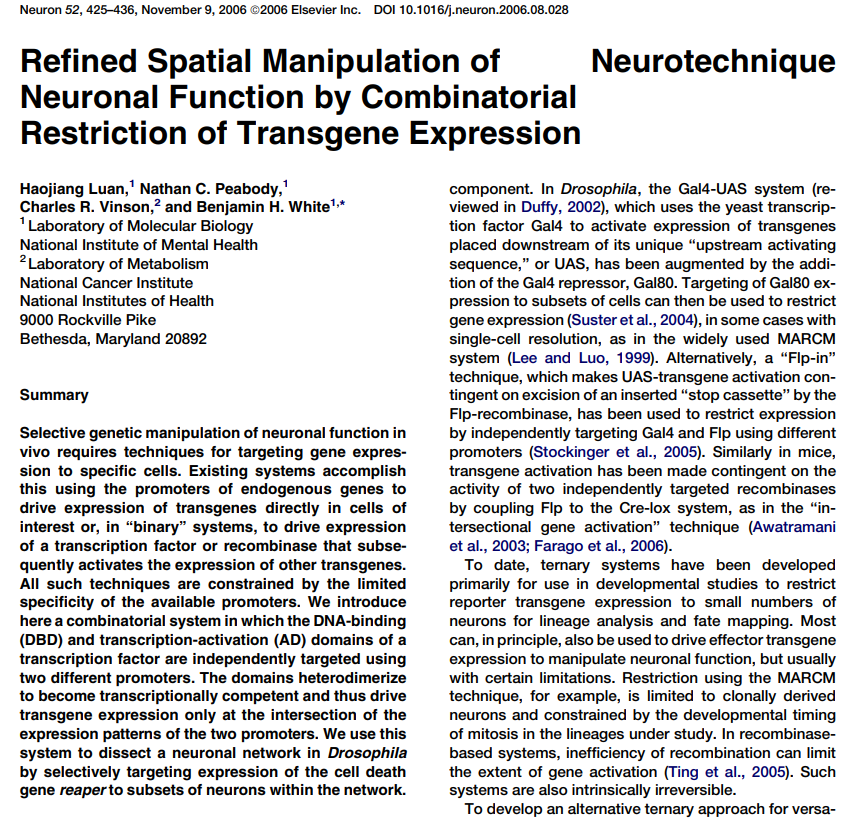 Neuron 52, 425–436, November 9, 2006 ©2006 Elsevier Inc. DOI 10.1016/j.neuron.2006.08.028
Refined Spatial Manipulation of Neurotechnique
Neuronal Function by Combinatorial
Restriction of Transgene Expression
Haojiang Luan,1 Nathan C. Peabody,1
Charles R. Vinson,2 and Benjamin H. White1,*
1 Laboratory of Molecular Biology
National Institute of Mental Health
2 Laboratory of Metabolism
National Cancer Institute
National Institutes of Health
9000 Rockville Pike
Bethesda, Maryland 20892
Summary
Selective genetic manipulation of neuronal function in
vivo requires techniques for targeting gene expres-
sion to specific cells. Existing systems accomplish
this using the promoters of endogenous genes to
drive expression of transgenes directly in cells of
interest or, in “binary” systems, to drive expression
of a transcription factor or recombinase that subse-
quently activates the expression of other transgenes.
All such techniques are constrained by the limited
specificity of the available promoters. We introduce
here a combinatorial system in which the DNA-binding
(DBD) and transcription-activation (AD) domains of a
transcription factor are independently targeted using
two different promoters. The domains heterodimerize
to become transcriptionally competent and thus drive
transgene expression only at the intersection of the
expression patterns of the two promoters. We use this
system to dissect a neuronal network in Drosophila
by selectively targeting expression of the cell death
gene reaper to subsets of neurons within the network.
component. In Drosophila, the Gal4-UAS system (re-
viewed in Duffy, 2002), which uses the yeast transcrip-
tion factor Gal4 to activate expression of transgenes
placed downstream of its unique “upstream activating
sequence,” or UAS, has been augmented by the addi-
tion of the Gal4 repressor, Gal80. Targeting of Gal80 ex-
pression to subsets of cells can then be used to restrict
gene expression (Suster et al., 2004), in some cases with
single-cell resolution, as in the widely used MARCM
system (Lee and Luo, 1999). Alternatively, a “Flp-in”
technique, which makes UAS-transgene activation con-
tingent on excision of an inserted “stop cassette” by the
Flp-recombinase, has been used to restrict expression
by independently targeting Gal4 and Flp using different
promoters (Stockinger et al., 2005). Similarly in mice,
transgene activation has been made contingent on the
activity of two independently targeted recombinases
by coupling Flp to the Cre-lox system, as in the “in-
tersectional gene activation” technique (Awatramani
et al., 2003; Farago et al., 2006).
To date, ternary systems have been developed
primarily for use in developmental studies to restrict
reporter transgene expression to small numbers of
neurons for lineage analysis and fate mapping. Most
can, in principle, also be used to drive effector transgene
expression to manipulate neuronal function, but usually
with certain limitations. Restriction using the MARCM
technique, for example, is limited to clonally derived
neurons and constrained by the developmental timing
of mitosis in the lineages under study. In recombinase-
based systems, inefficiency of recombination can limit
the extent of gene activation (Ting et al., 2005). Such
systems are also intrinsically irreversible.
To develop an alternative ternary approach for versa-